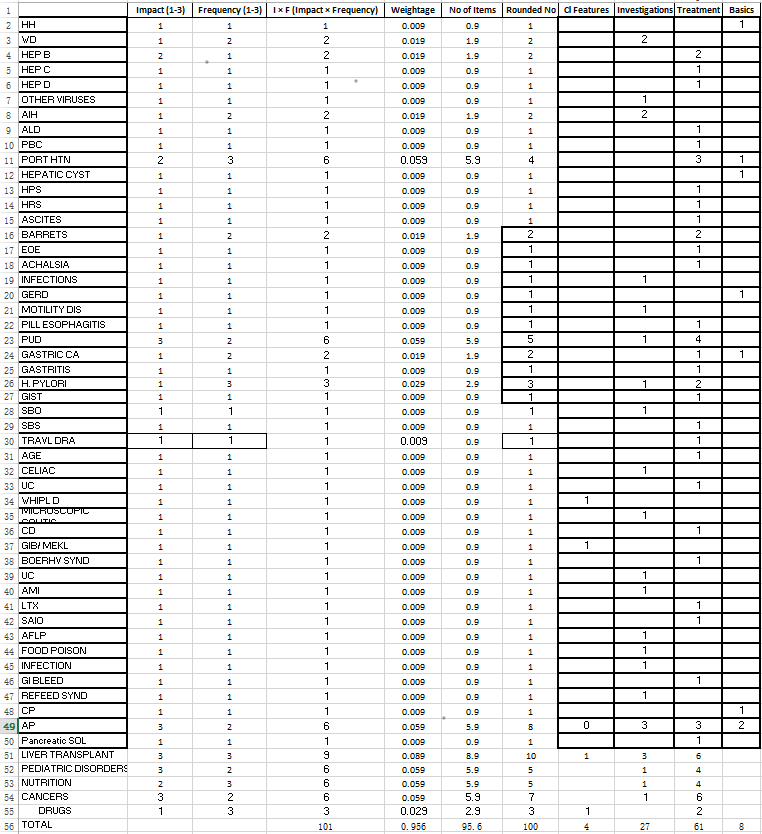 1 Impact (1-3) Frequency (1-3) I × F (Impact × Frequency) Weightage No of Items Rounded No Cl Features Investigations Treatment Basics
2 HH 1 1 1 0.009 0.9 1 1
3 WD 1 2 2 0.019 1.9 2 2
4 HEP B 2 1 2 0.019 1.9 2 2
5 HEP C 1 1 1 0.009 0.9 1 1
6 HEP D 1 1 1 0.009 0.9 1 1
7 OTHER VIRUSES 1 1 1 0.009 0.9 1 1
8 AIH 1 2 2 0.019 1.9 2 2
9 ALD 1 1 1 0.009 0.9 1 1
10 PBC 1 1 1 0.009 0.9 1 1
11 PORT HTN 2 3 6 0.059 5.9 4 3 1
12 HEPATIC CYST 1 1 1 0.009 0.9 1 1
13 HPS 1 1 1 0.009 0.9 1 1
14 HRS 1 1 1 0.009 0.9 1 1
15 ASCITES 1 1 1 0.009 0.9 1 1
16 BARRETS 1 2 2 0.019 1.9 2 2
17 EOE 1 1 1 0.009 0.9 1 1
18 ACHALSIA 1 1 1 0.009 0.9 1 1
19 INFECTIONS 1 1 1 0.009 0.9 1 1
20 GERD 1 1 1 0.009 0.9 1 1
21 MOTILITY DIS 1 1 1 0.009 0.9 1 1
22 PILL ESOPHAGITIS 1 1 1 0.009 0.9 1 1
23 PUD 3 2 6 0.059 5.9 5 1 4
24 GASTRIC CA 1 2 2 0.019 1.9 2 1 1
25 GASTRITIS 1 1 1 0.009 0.9 1 1
26 H. PYLORI 1 3 3 0.029 2.9 3 1 2
27 GIST 1 1 1 0.009 0.9 1 1
28 SBO 1 1 1 0.009 0.9 1 1
29 SBS 1 1 1 0.009 0.9 1 1
30 TRAVL DRA 1 1 1 0.009 0.9 1 1
31 AGE 1 1 1 0.009 0.9 1 1
32 CELIAC 1 1 1 0.009 0.9 1 1
33 UC 1 1 1 0.009 0.9 1 1
34 WHIPL D 1 1 1 0.009 0.9 1 1
35 MICROSCOPIC COLITIS 1 1 1 0.009 0.9 1 1
36 CD 1 1 1 0.009 0.9 1 1
37 GIB/ MEKL 1 1 1 0.009 0.9 1 1
38 BOERHV SYND 1 1 1 0.009 0.9 1 1
39 UC 1 1 1 0.009 0.9 1 1
40 AMI 1 1 1 0.009 0.9 1 1
41 LTX 1 1 1 0.009 0.9 1 1
42 SAIO 1 1 1 0.009 0.9 1 1
43 AFLP 1 1 1 0.009 0.9 1 1
44 FOOD POISON 1 1 1 0.009 0.9 1 1
45 INFECTION 1 1 1 0.009 0.9 1 1
46 GI BLEED 1 1 1 0.009 0.9 1 1
47 REFEED SYND 1 1 1 0.009 0.9 1 1
48 CP 1 1 1 0.009 0.9 1 1
49 AP 3 2 6 0.059 5.9 8 0 3 3 2
50 Pancreatic SOL 1 1 1 0.009 0.9 1 1
51 LIVER TRANSPLANT 3 3 9 0.089 8.9 10 1 3 6
52 PEDIATRIC DISORDERS 3 2 6 0.059 5.9 5 1 4
53 NUTRITION 2 3 6 0.059 5.9 5 1 4
54 CANCERS 3 2 6 0.059 5.9 7 1 6
55 DRUGS 1 3 3 0.029 2.9 3 1 2
56 TOTAL 101 0.956 95.6 100 4 27 61 8